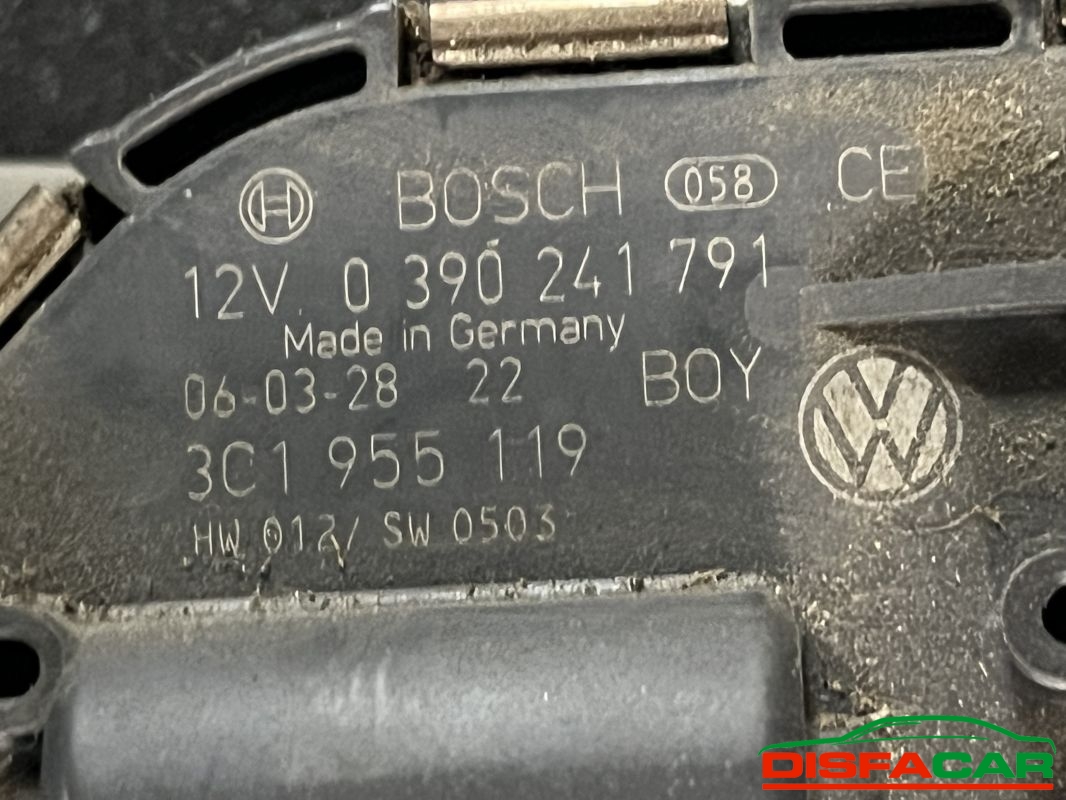 BOSCH 058 CE
12V 0 390 241 791
Made in Germany
06-03-28 22 BOY
3C1 955 119
HW 012/ SW 0503
DISFACAR